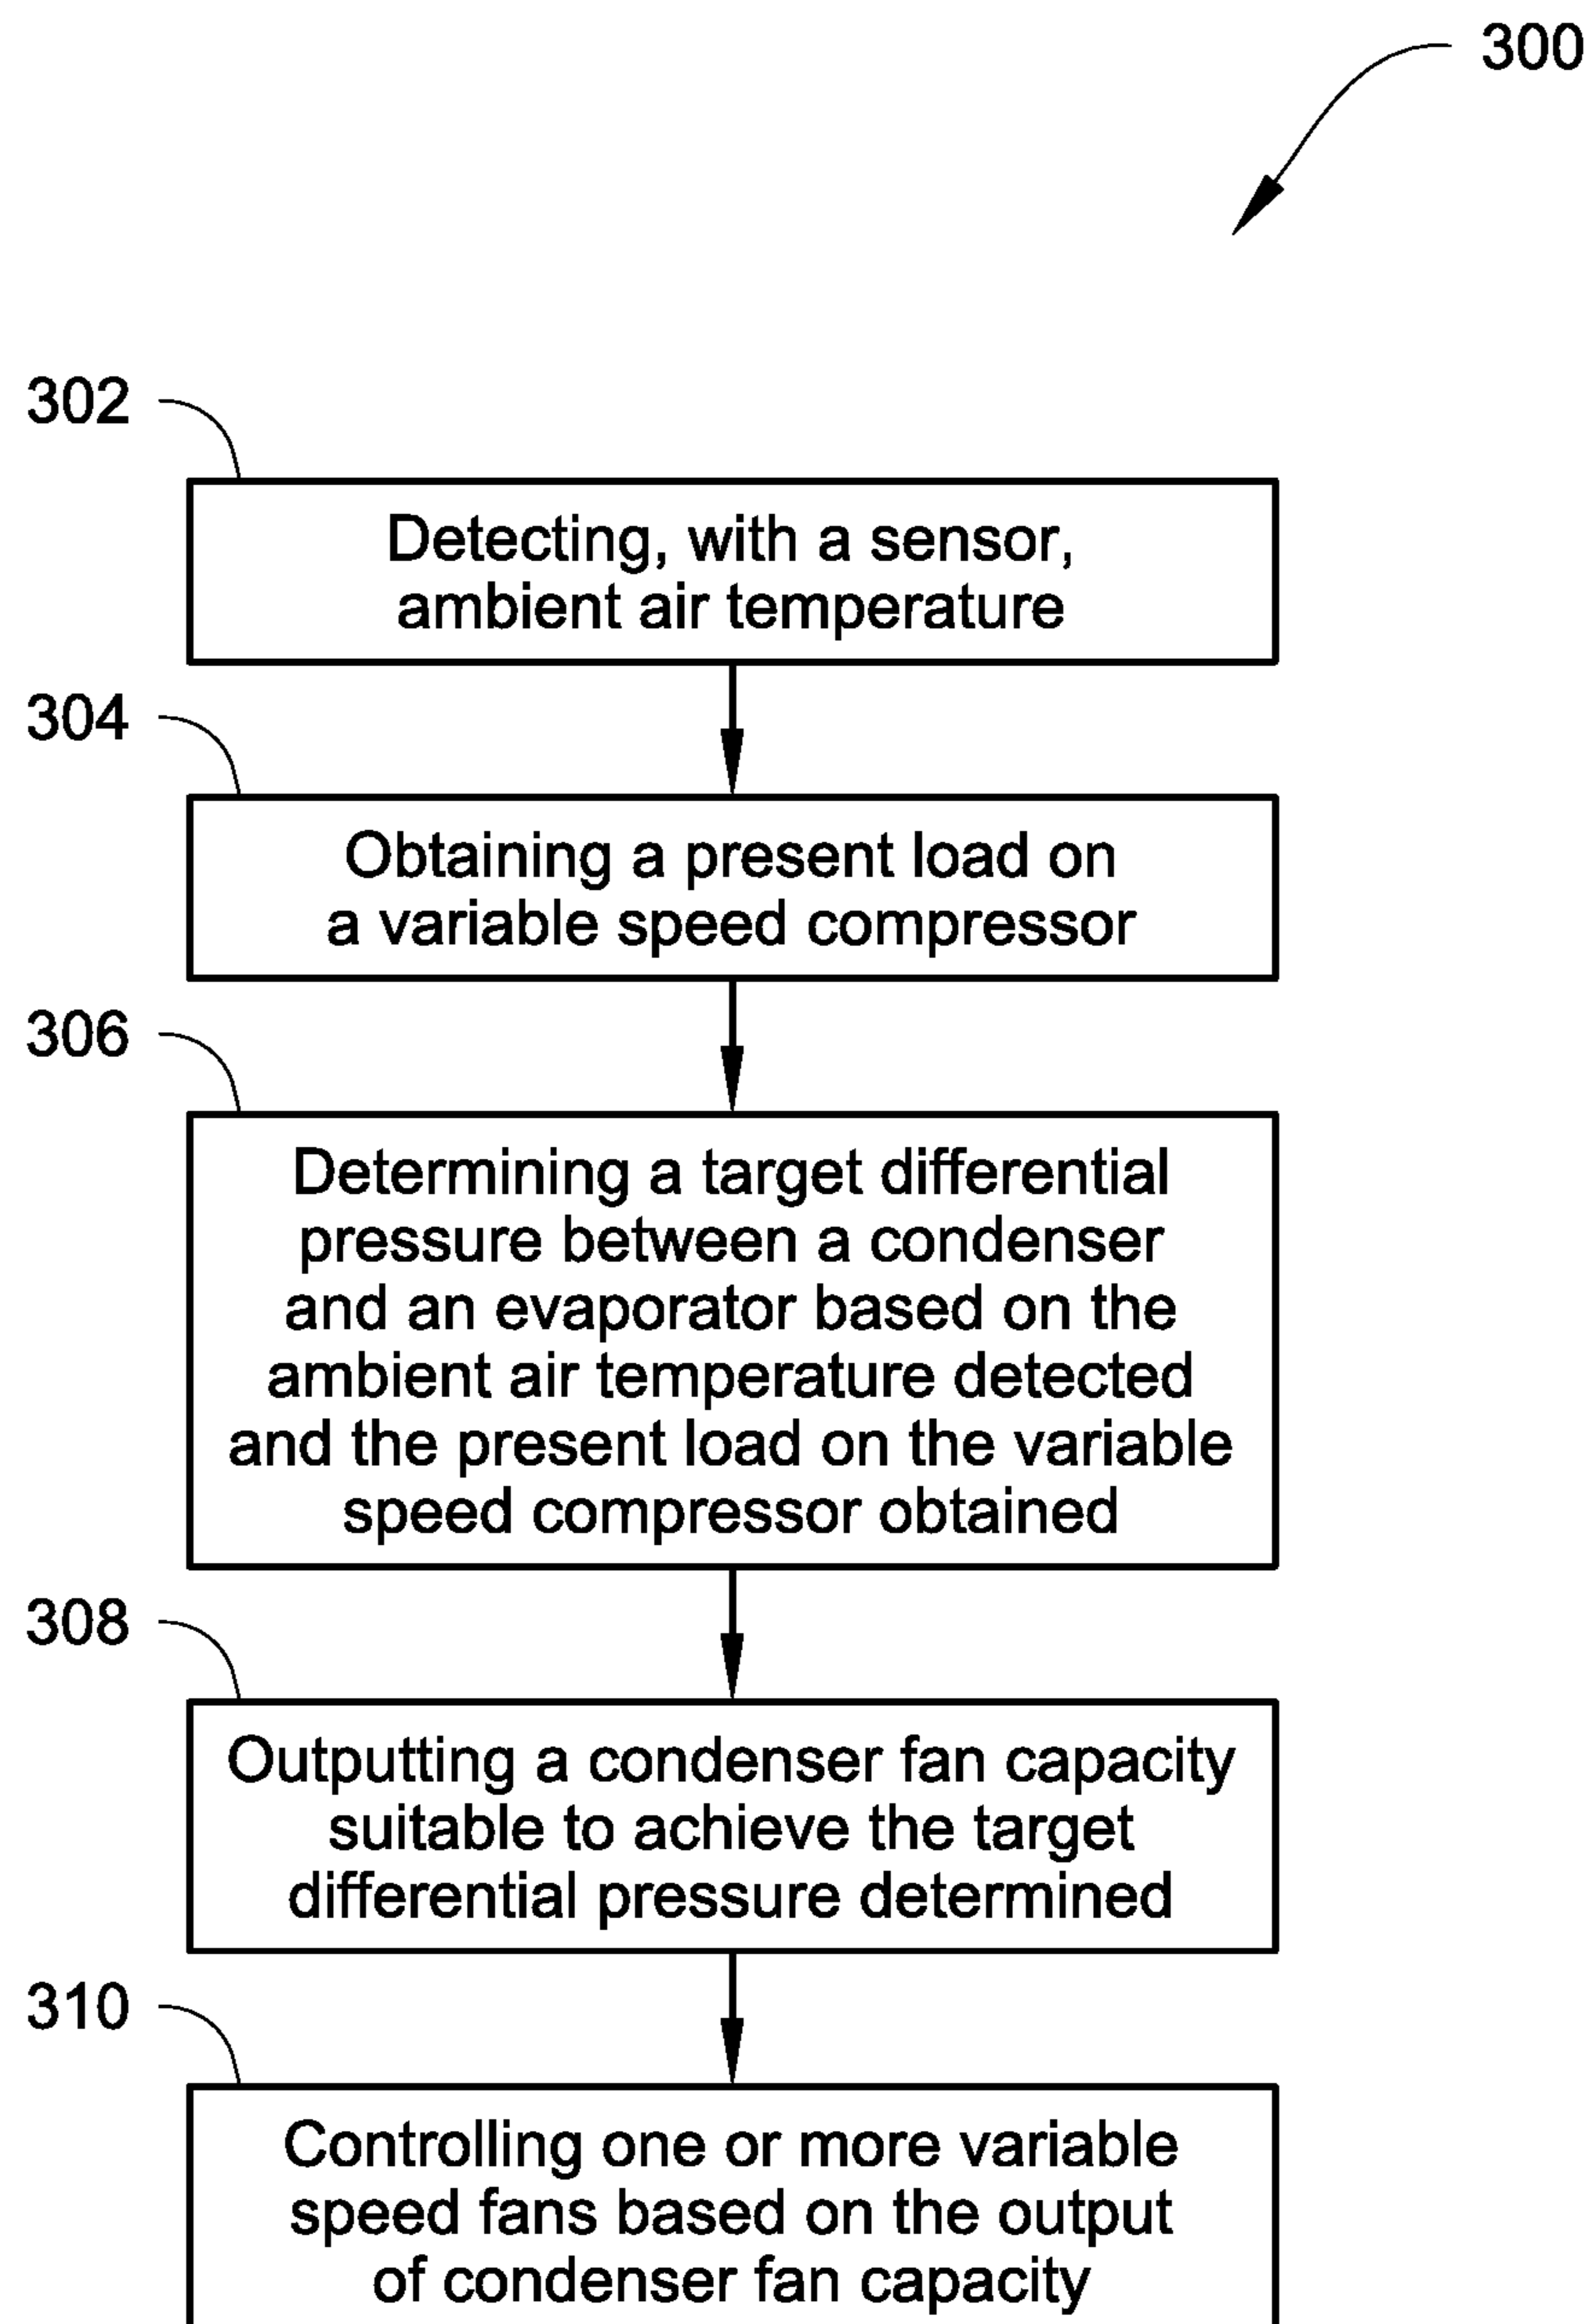 300
302
Detecting, with a sensor,
ambient air temperature
304
Obtaining a present load on
a variable speed compressor
306
Determining a target differential
pressure between a condenser
and an evaporator based on the
ambient air temperature detected
and the present load on the variable
speed compressor obtained
308
Outputting a condenser fan capacity
suitable to achieve the target
differential pressure determined
310
Controlling one or more variable
speed fans based on the output
of condenser fan capacity